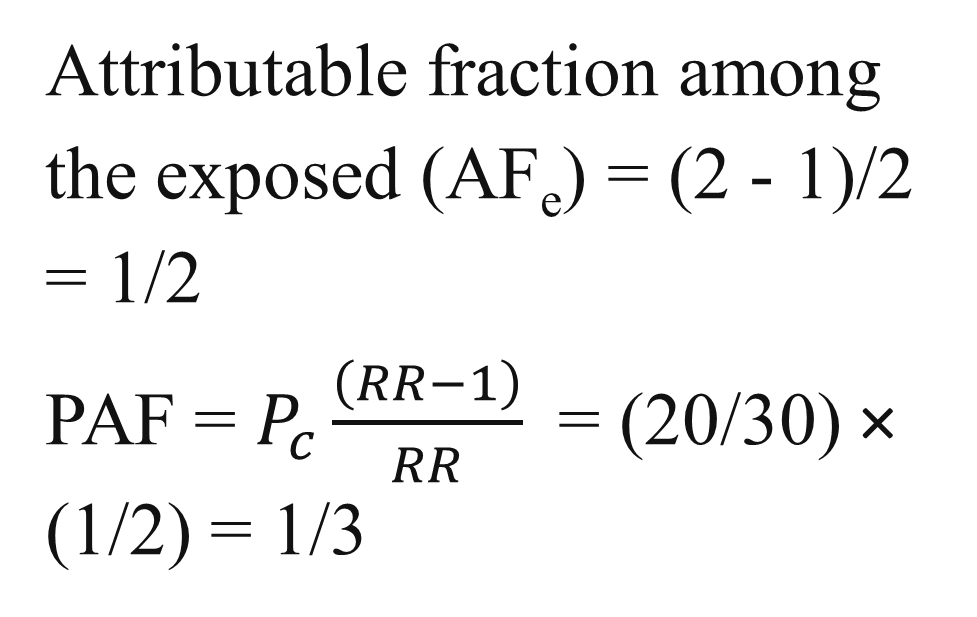 Attributable fraction among
the exposed (AFₑ) = (2 - 1)/2
= 1/2
PAF = P_c (RR−1)/RR = (20/30) ×
(1/2) = 1/3